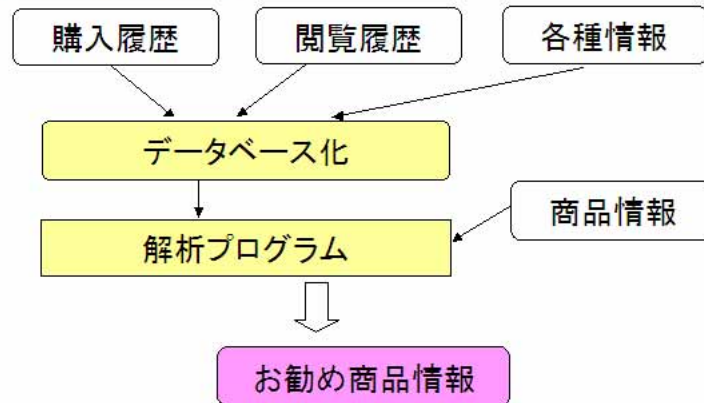 購入履歴
閲覧履歴
各種情報
データベース化
商品情報
解析プログラム
お勧め商品情報